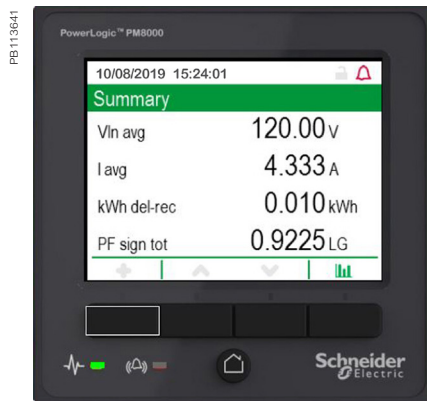 PB113641
PowerLogic™ PM8000
10/08/2019 15:24:01
Summary
Vln avg 120.00 V
I avg 4.333 A
kWh del-rec 0.010 kWh
PF sign tot 0.9225 LG
Schneider
Electric